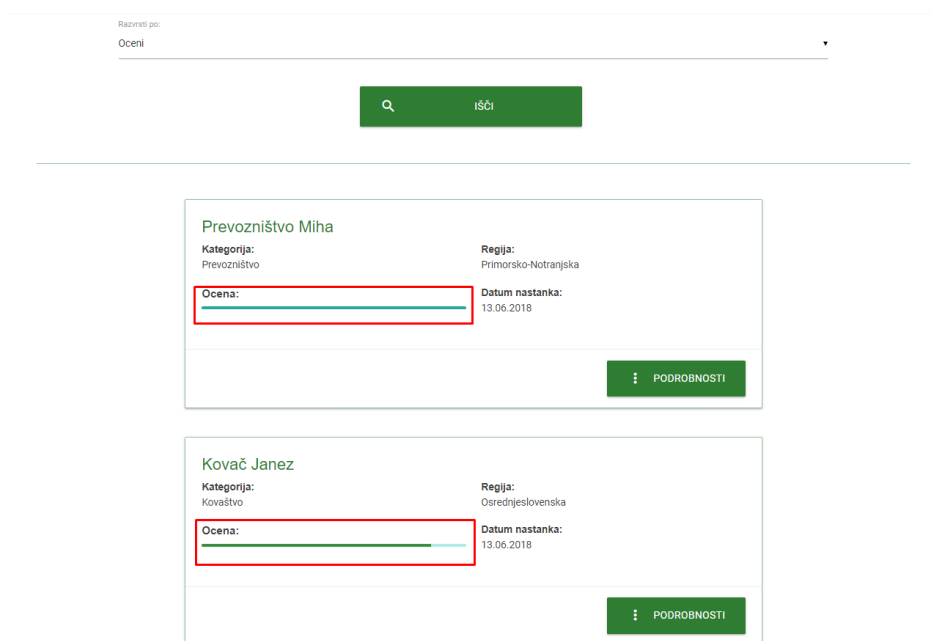 Razvrsti po:
Oceni
IŠČI
Prevozništvo Miha
Kategorija:
Prevozništvo
Regija:
Primorsko-Notranjska
Ocena:
Datum nastanka:
13.06.2018
PODROBNOSTI
Kovač Janez
Kategorija:
Kovaštvo
Regija:
Osrednjeslovenska
Ocena:
Datum nastanka:
13.06.2018
PODROBNOSTI